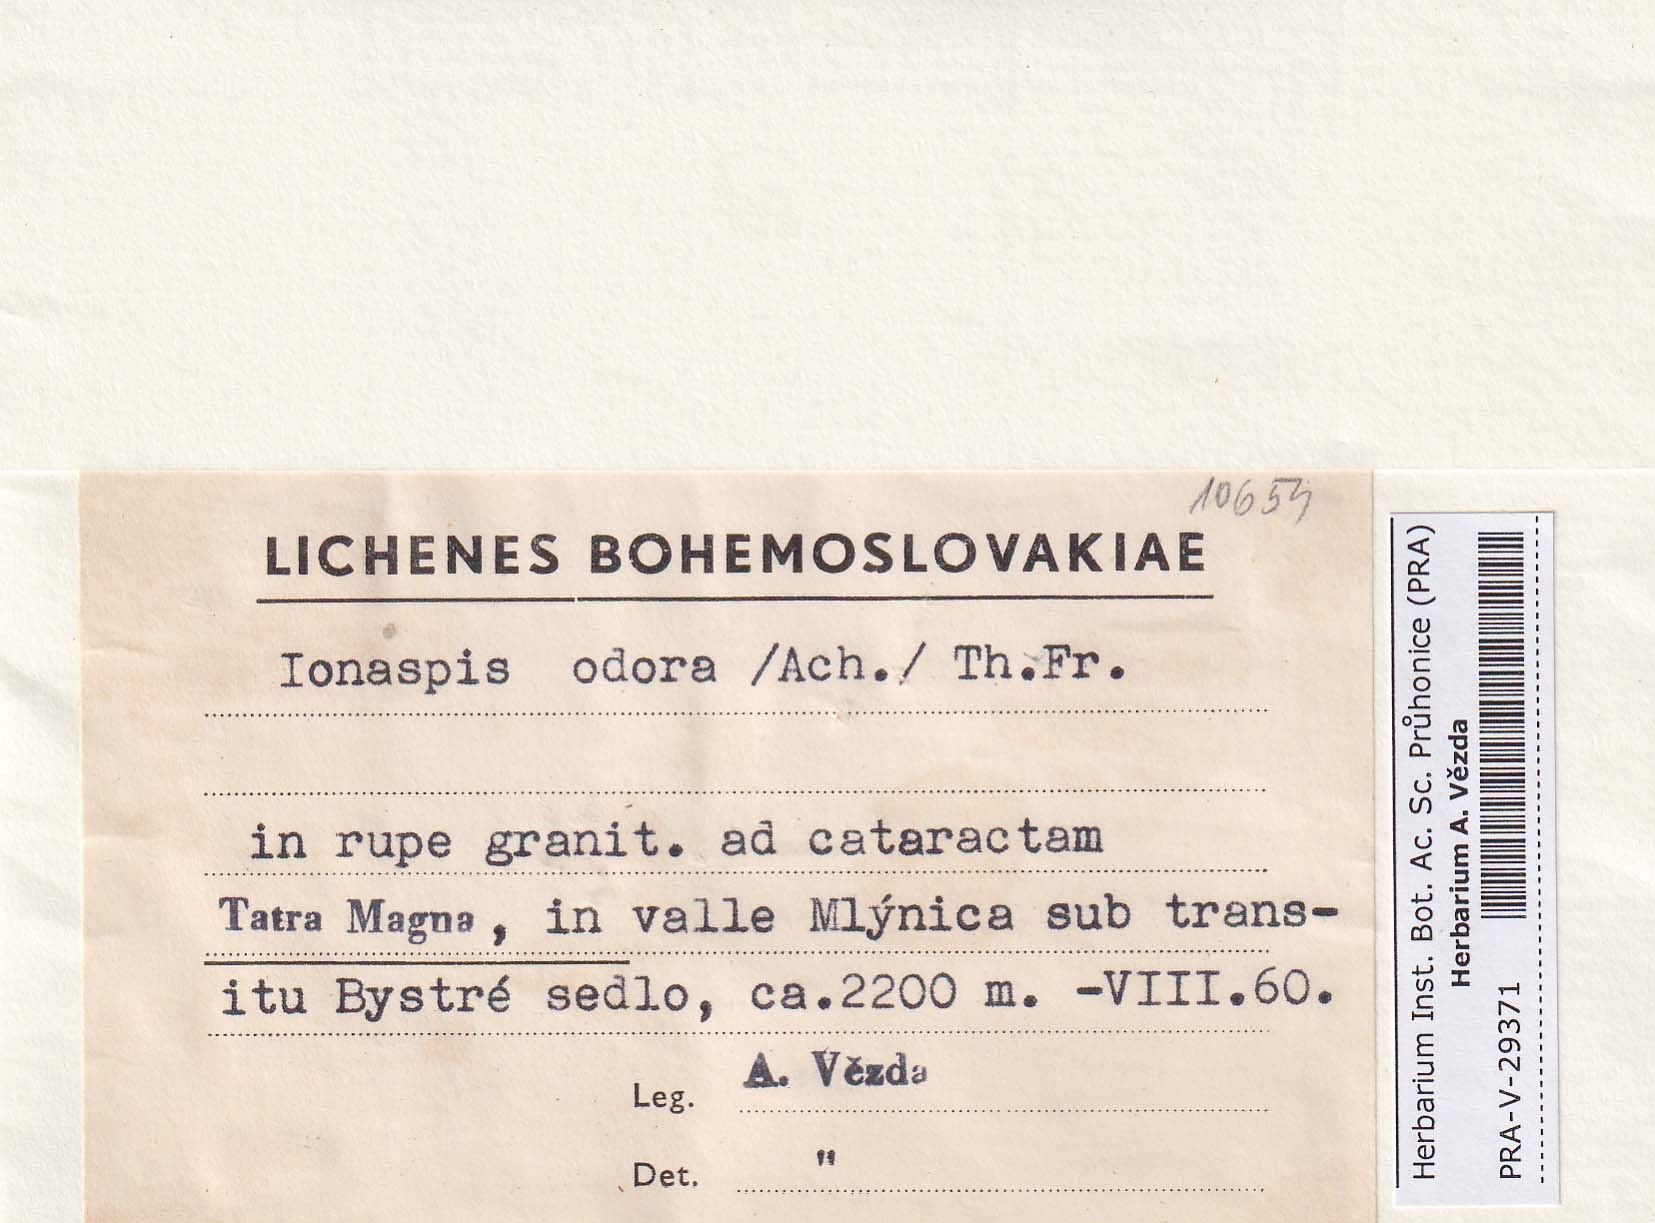 10654
LICHENES BOHEMOSLOVAKIAE
Ionaspis odora /Ach./ Th.Fr.
in rupe granit. ad cataractam
Tatra Magna, in valle Mlýnica sub trans-
itu Bystré sedlo, ca.2200 m. -VIII.60.
Leg. A. Vězda
Det. "
Herbarium Inst. Bot. Ac. Sc. Průhonice (PRA)
Herbarium A. Vězda
PRA-V-29371